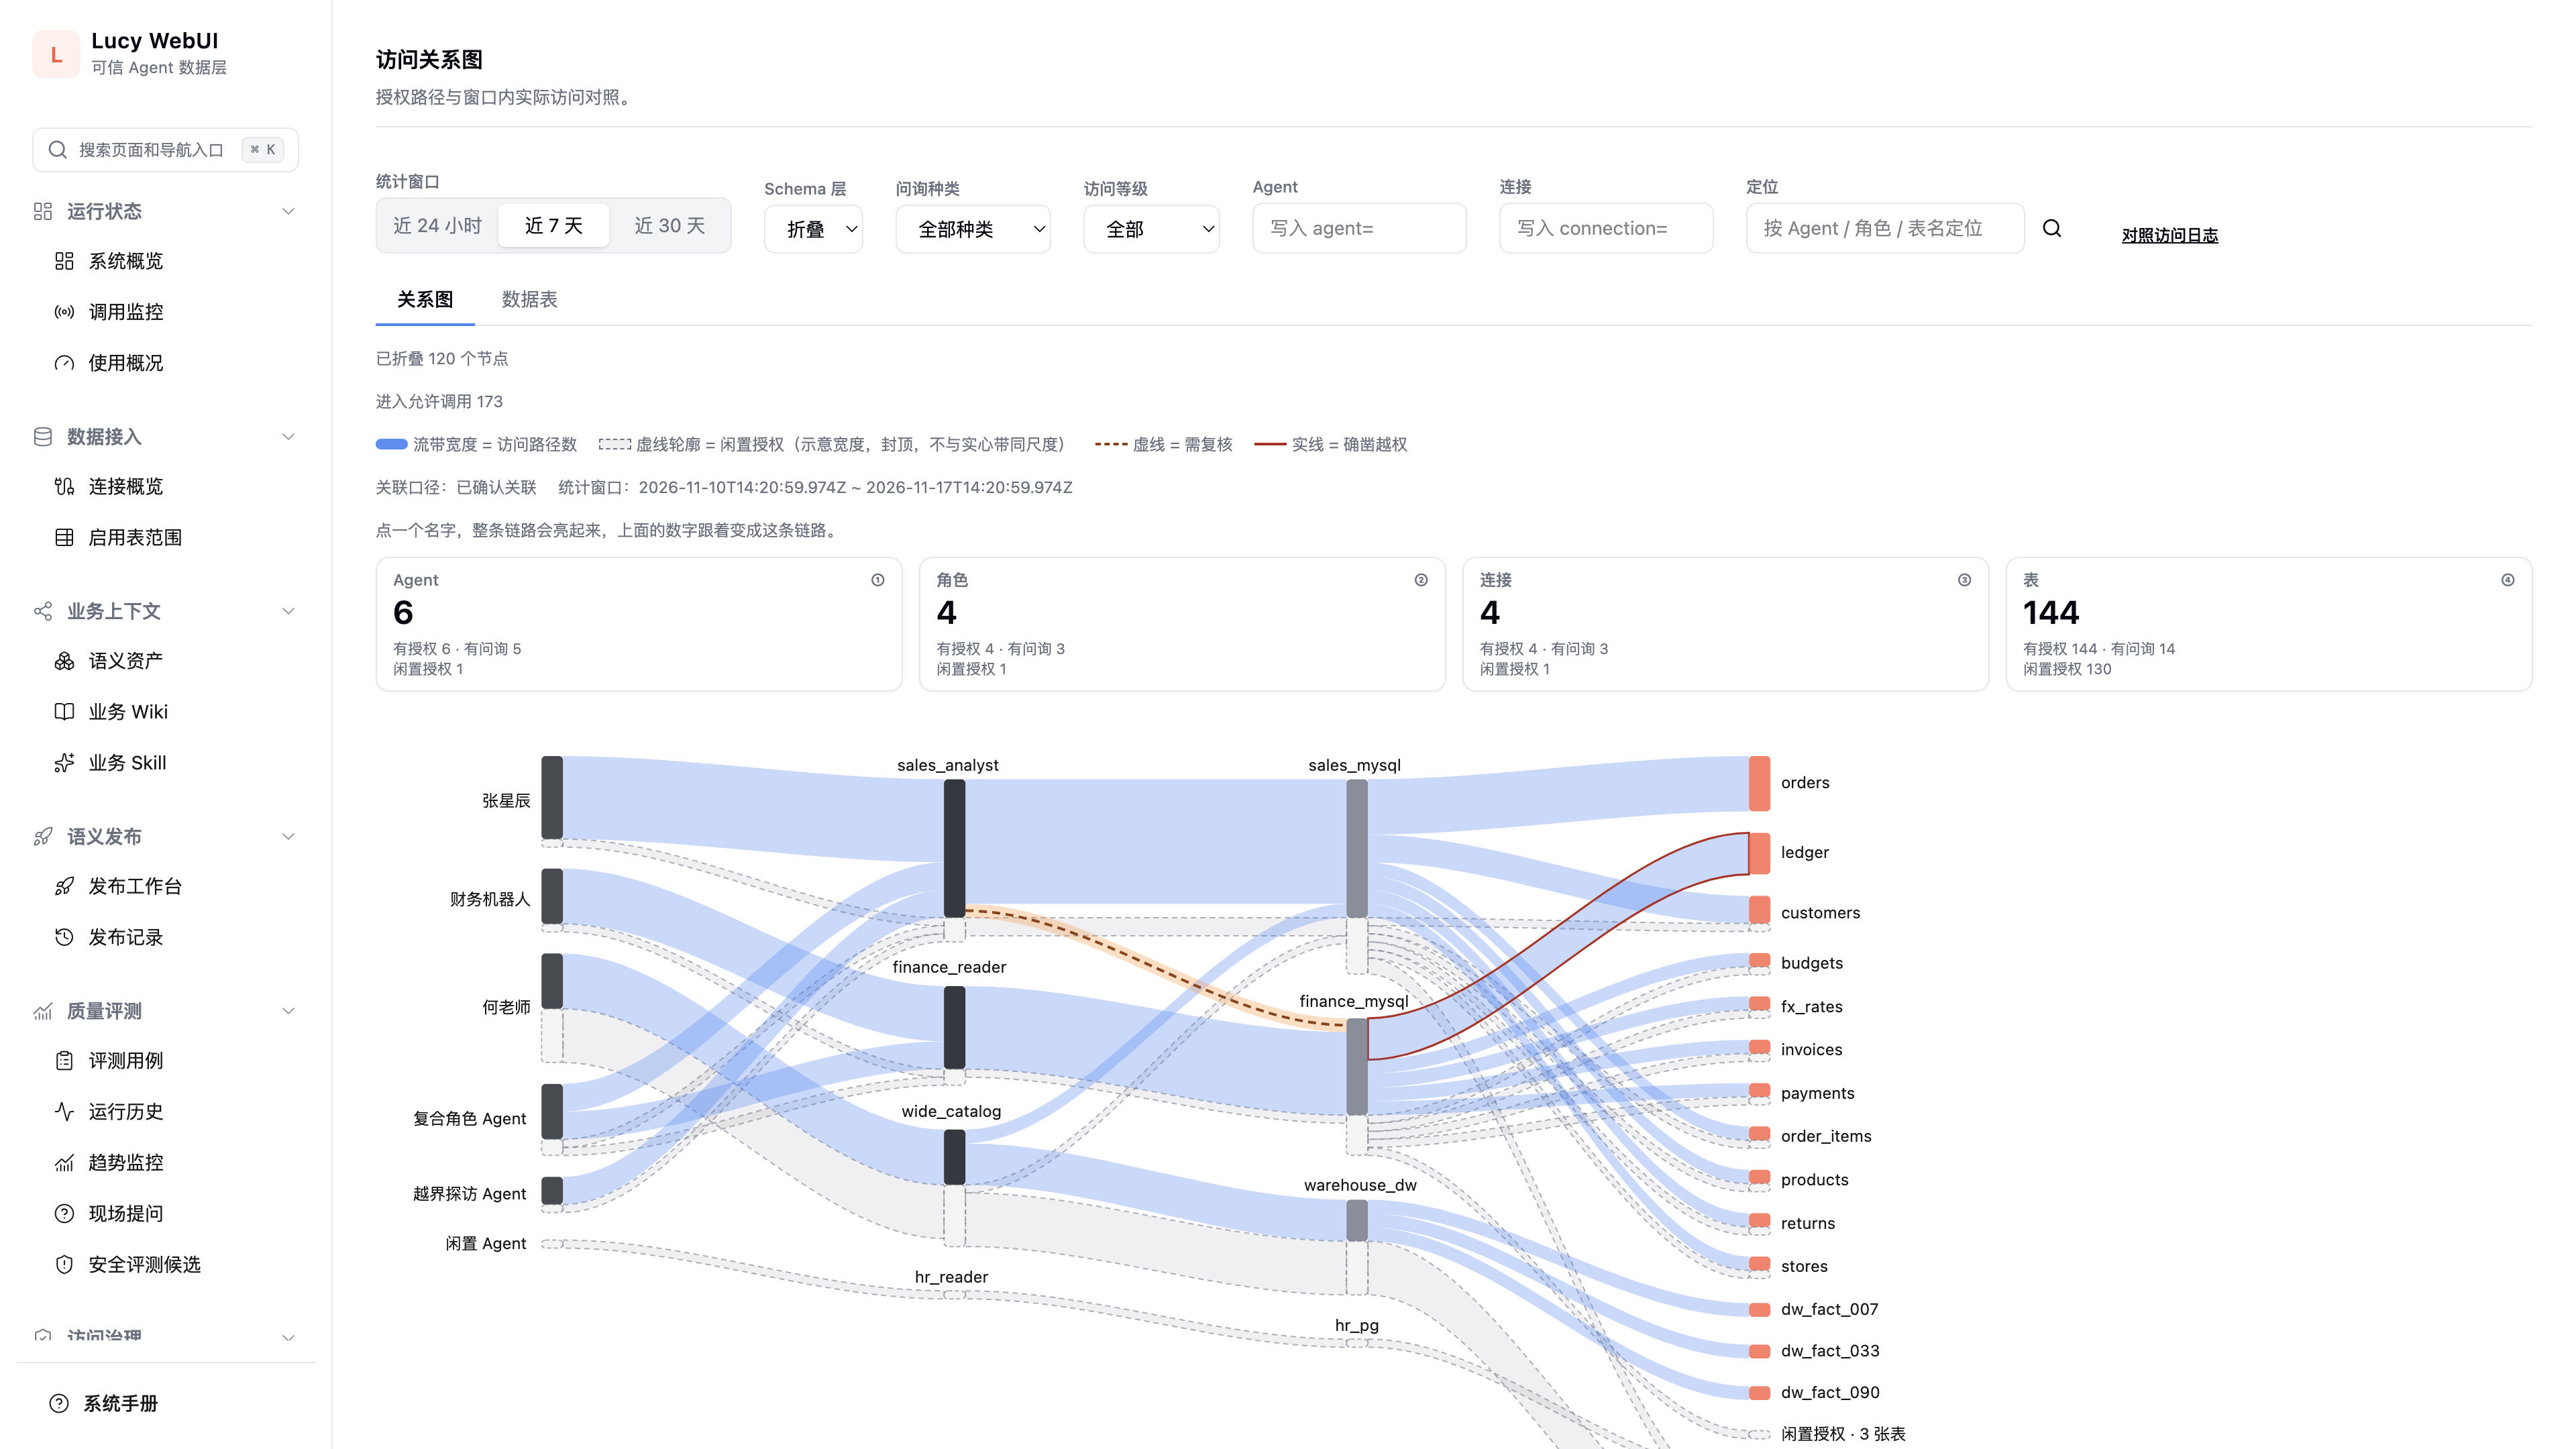 L
Lucy WebUI
可信 Agent 数据层
搜索页面和导航入口
⌘ K
运行状态
系统概览
调用监控
使用概况
数据接入
连接概览
启用表范围
业务上下文
语义资产
业务 Wiki
业务 Skill
语义发布
发布工作台
发布记录
质量评测
评测用例
运行历史
趋势监控
现场提问
安全评测候选
访问治理
系统手册
访问关系图
授权路径与窗口内实际访问对照。
统计窗口
近 24 小时
近 7 天
近 30 天
Schema 层
折叠
问询种类
全部种类
访问等级
全部
Agent
写入 agent=
连接
写入 connection=
定位
按 Agent / 角色 / 表名定位
对照访问日志
关系图
数据表
已折叠 120 个节点
进入允许调用 173
流带宽度 = 访问路径数
虚线轮廓 = 闲置授权（示意宽度，封顶，不与实心带同尺度）
虚线 = 需复核
实线 = 确凿越权
关联口径：已确认关联
统计窗口：2026-11-10T14:20:59.974Z ~ 2026-11-17T14:20:59.974Z
点一个名字，整条链路会亮起来，上面的数字跟着变成这条链路。
Agent
①
6
有授权 6 · 有问询 5
闲置授权 1
角色
②
4
有授权 4 · 有问询 3
闲置授权 1
连接
③
4
有授权 4 · 有问询 3
闲置授权 1
表
④
144
有授权 144 · 有问询 14
闲置授权 130
张星辰
财务机器人
何老师
复合角色 Agent
越界探访 Agent
闲置 Agent
sales_analyst
finance_reader
wide_catalog
hr_reader
sales_mysql
finance_mysql
warehouse_dw
hr_pg
orders
ledger
customers
budgets
fx_rates
invoices
payments
order_items
products
returns
stores
dw_fact_007
dw_fact_033
dw_fact_090
闲置授权 · 3 张表